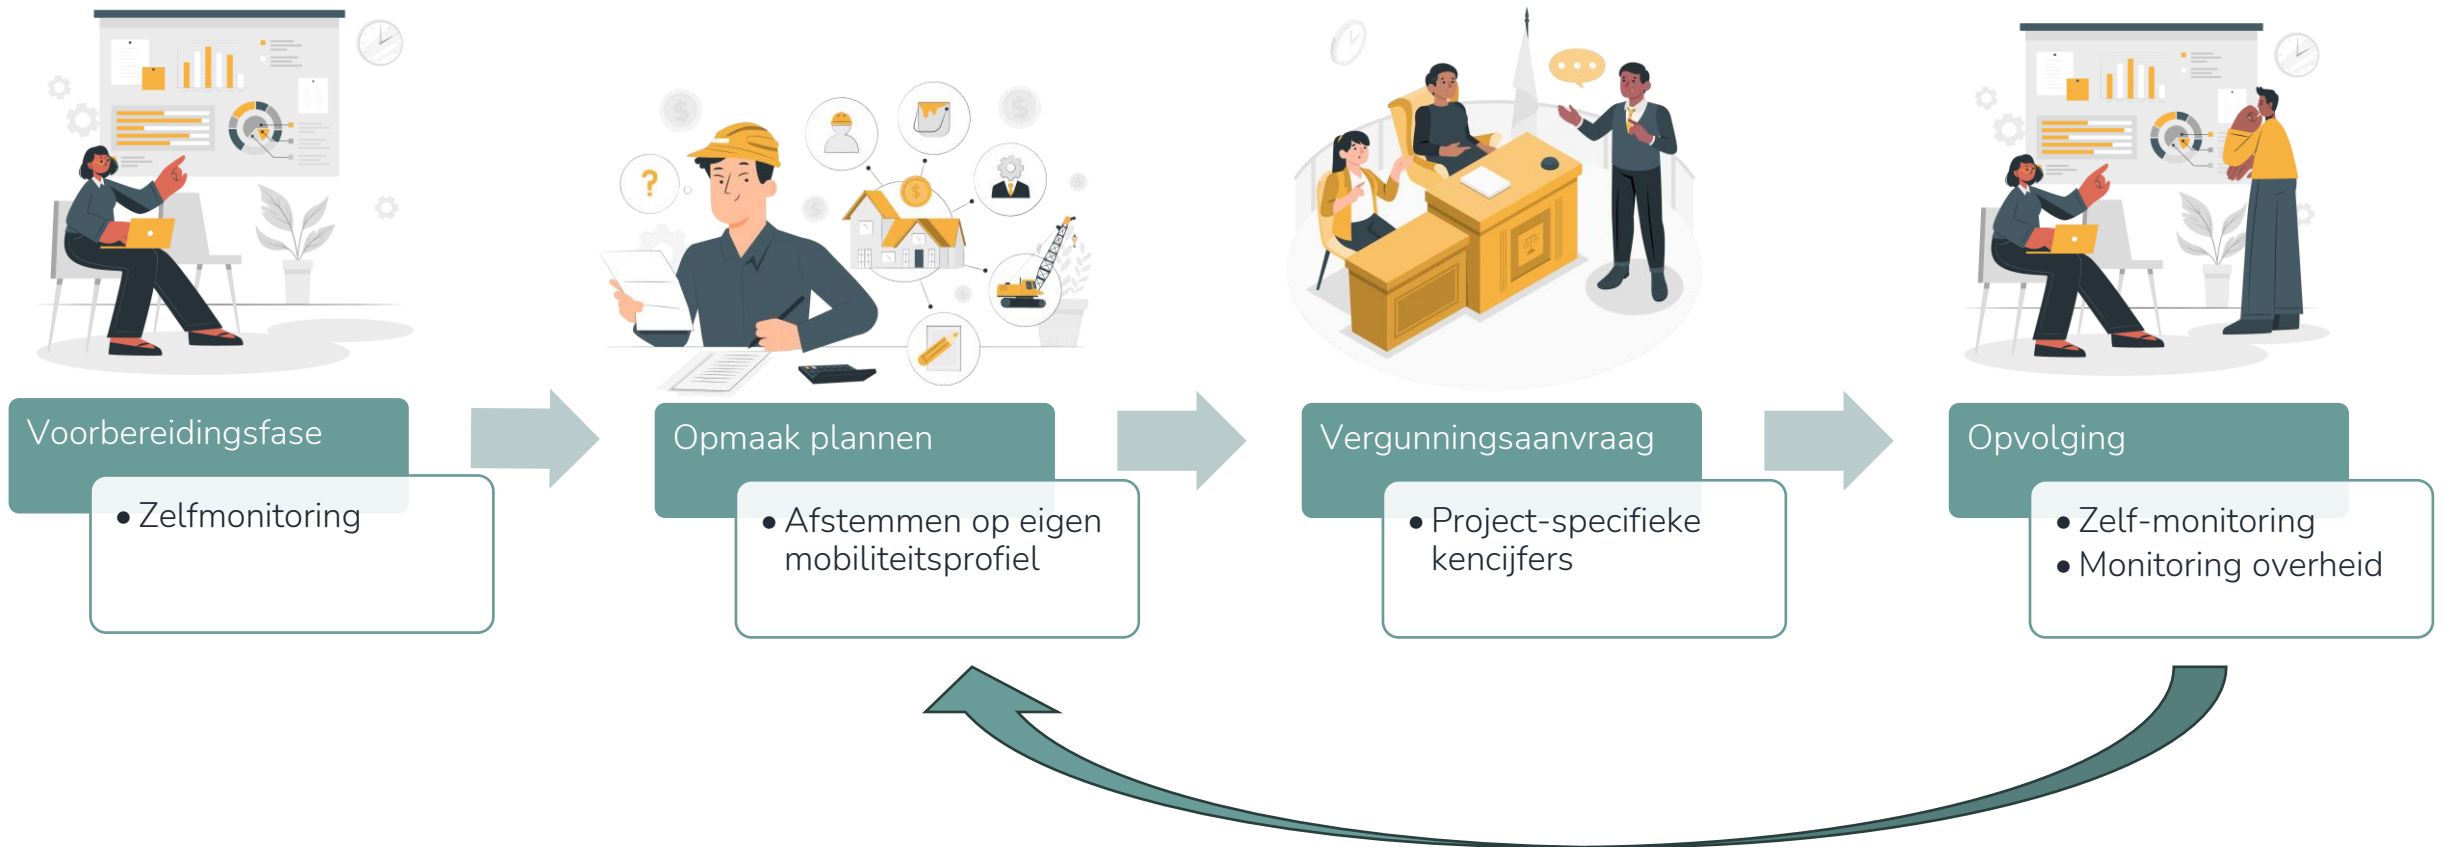 Voorbereidingsfase
• Zelfmonitoring
Opmaak plannen
• Afstemmen op eigen
mobiliteitsprofiel
Vergunningsaanvraag
• Project-specifieke
kencijfers
Opvolging
• Zelf-monitoring
• Monitoring overheid